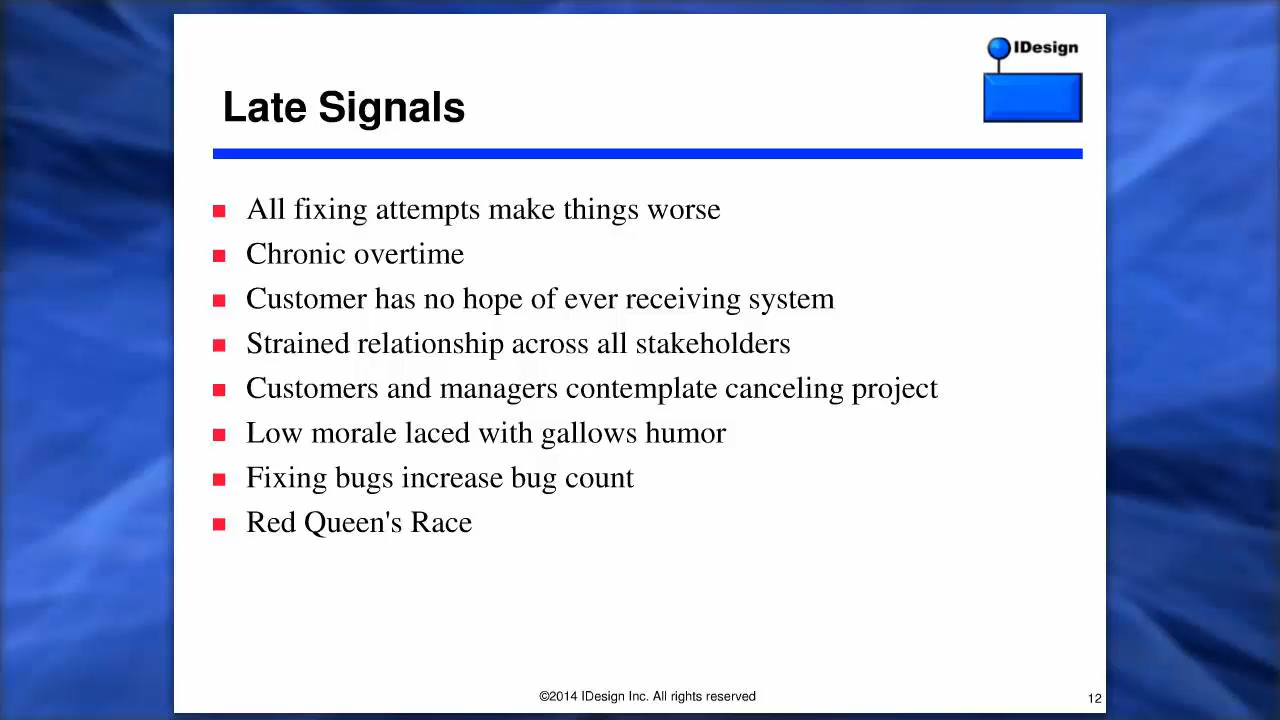 IDesign
Late Signals
All fixing attempts make things worse
Chronic overtime
Customer has no hope of ever receiving system
Strained relationship across all stakeholders
Customers and managers contemplate canceling project
Low morale laced with gallows humor
Fixing bugs increase bug count
Red Queen's Race
©2014 IDesign Inc. All rights reserved
12